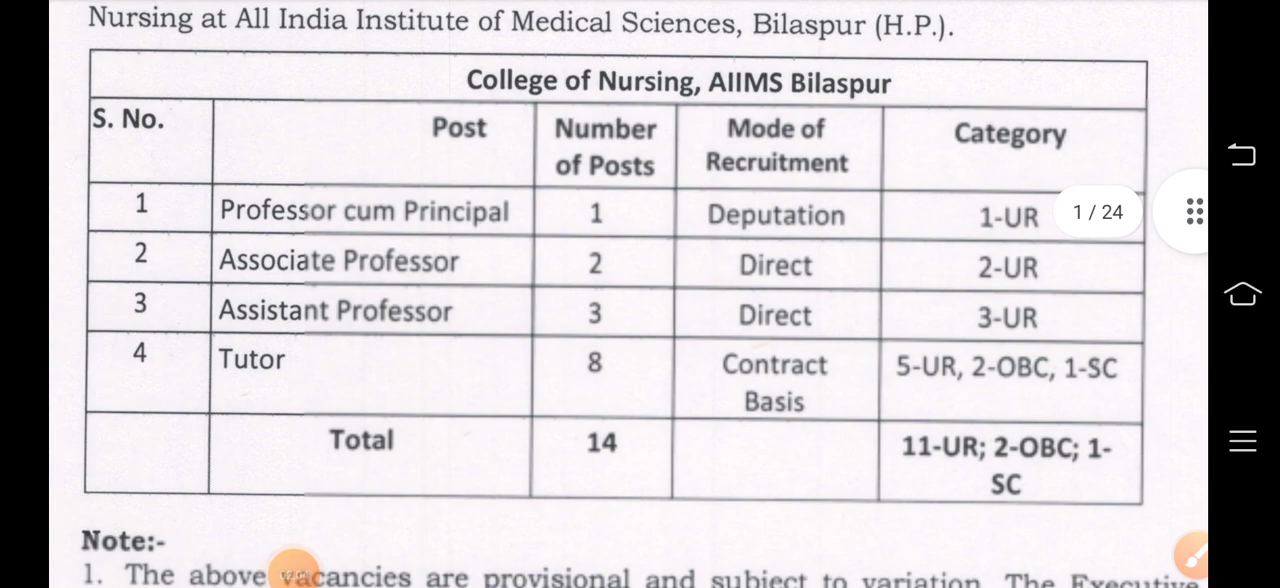 Nursing at All India Institute of Medical Sciences, Bilaspur (H.P.).
College of Nursing, AIIMS Bilaspur
S. No. Post Number of Posts Mode of Recruitment Category
1 Professor cum Principal 1 Deputation 1-UR
2 Associate Professor 2 Direct 2-UR
3 Assistant Professor 3 Direct 3-UR
4 Tutor 8 Contract Basis 5-UR, 2-OBC, 1-SC
Total 14 11-UR; 2-OBC; 1-SC
1 / 24
Note:-
1. The above vacancies are provisional and subject to variation. The Executive